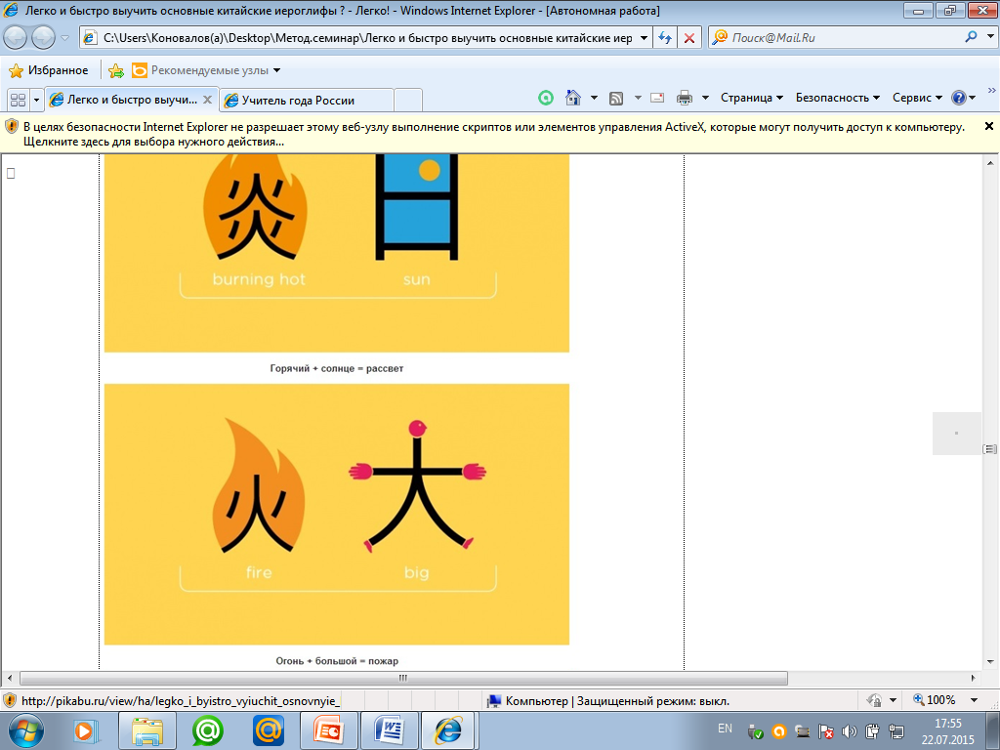 Легко и быстро выучить основные китайские иероглифы ? - Легко! - Windows Internet Explorer - [Автономная работа]
C:\Users\Коновалов(а)\Desktop\Метод.семинар\Легко и быстро выучить основные китайские иер
Поиск@Mail.Ru
Избранное
Рекомендуемые узлы
Легко и быстро выучи...
Учитель года России
Страница
Безопасность
Сервис
»
В целях безопасности Internet Explorer не разрешает этому веб-узлу выполнение скриптов или элементов управления ActiveX, которые могут получить доступ к компьютеру.
Щелкните здесь для выбора нужного действия...
炎 日
burning hot sun
Горячий + солнце = рассвет
火 大
fire big
Огонь + большой = пожар
http://pikabu.ru/view/ha/legko_i_byistro_vyiuchit_osnovnyie_
Компьютер | Защищенный режим: выкл.
100%
EN
17:55
22.07.2015